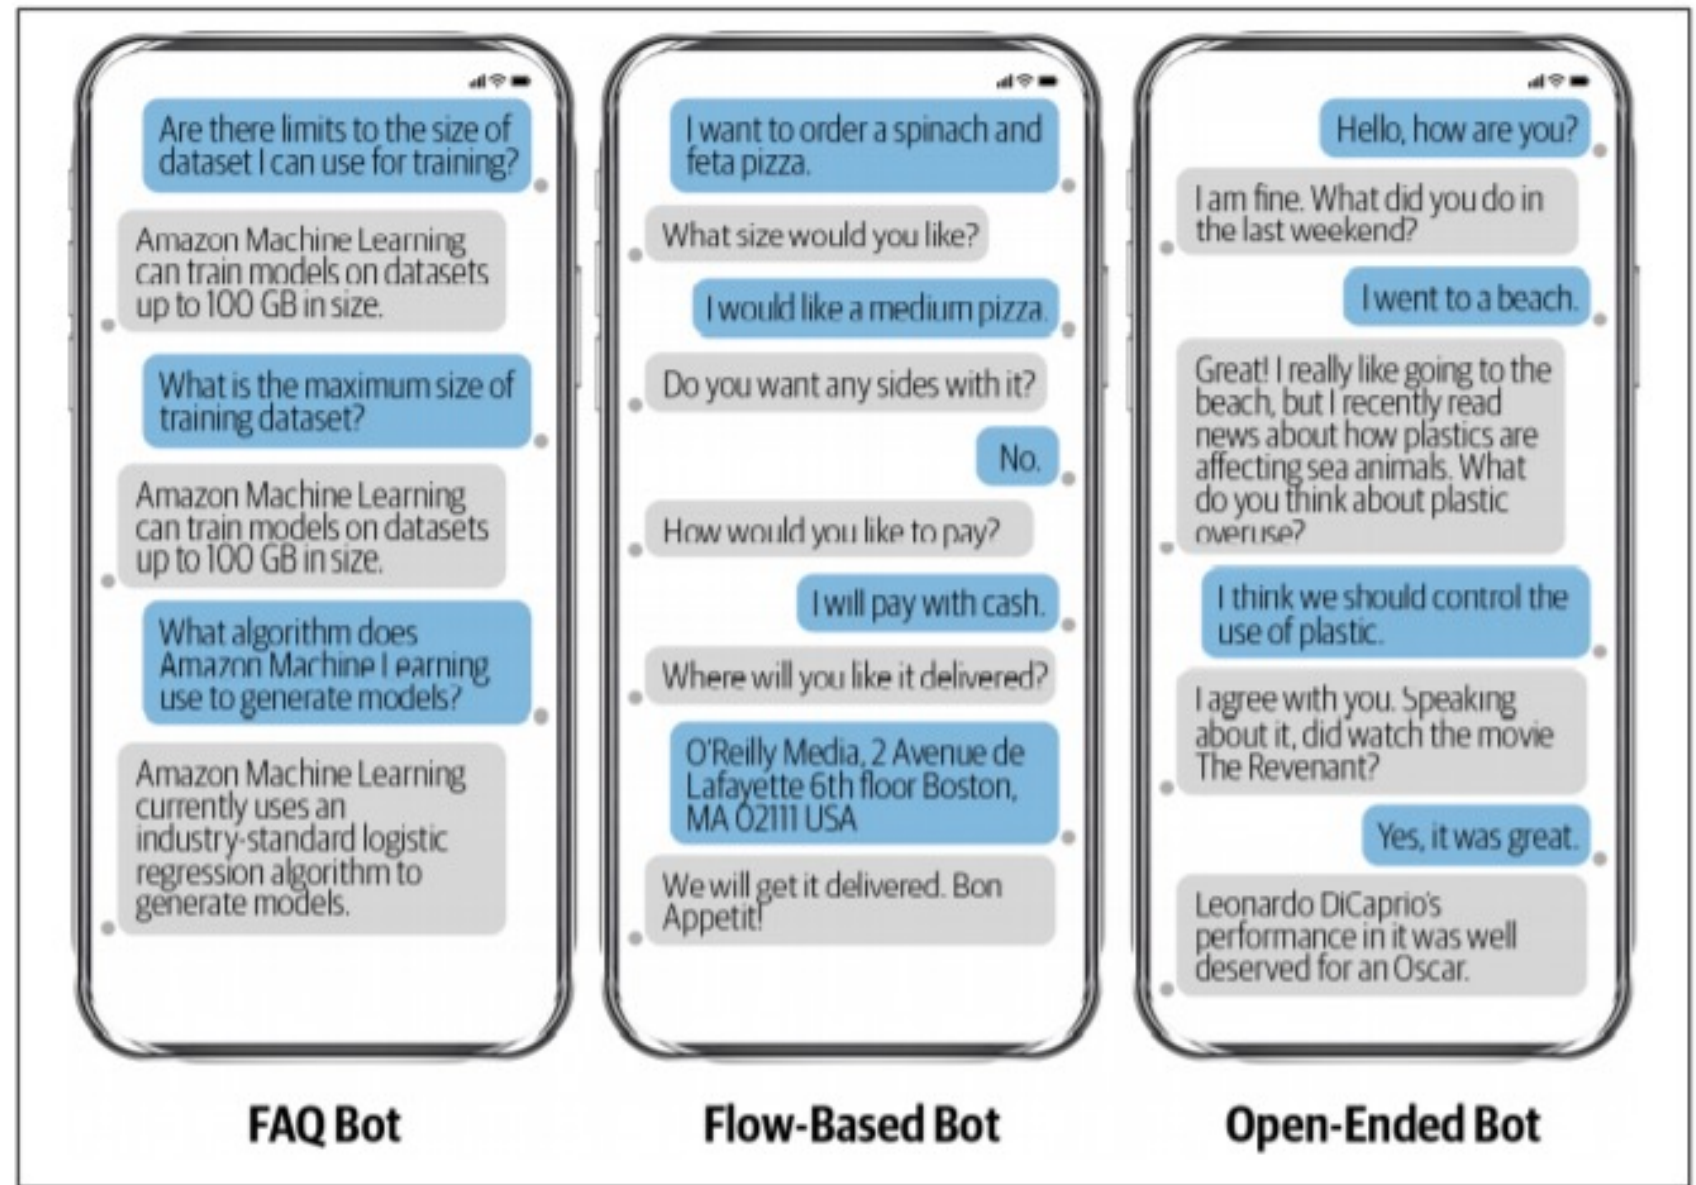 Are there limits to the size of
dataset I can use for training?
Amazon Machine Learning
can train models on datasets
up to 100 GB in size.
What is the maximum size of
training dataset?
Amazon Machine Learning
can train models on datasets
up to 100 GB in size.
What algorithm does
Amazon Machine Learning
use to generate models?
Amazon Machine Learning
currently uses an
industry-standard logistic
regression algorithm to
generate models.
FAQ Bot
I want to order a spinach and
feta pizza.
What size would you like?
I would like a medium pizza.
Do you want any sides with it?
No.
How would you like to pay?
I will pay with cash.
Where will you like it delivered?
O'Reilly Media, 2 Avenue de
Lafayette 6th floor Boston,
MA 02111 USA
We will get it delivered. Bon
Appetit!
Flow-Based Bot
Hello, how are you?
I am fine. What did you do in
the last weekend?
I went to a beach.
Great! I really like going to the
beach, but I recently read
news about how plastics are
affecting sea animals. What
do you think about plastic
overuse?
I think we should control the
use of plastic.
I agree with you. Speaking
about it, did watch the movie
The Revenant?
Yes, it was great.
Leonardo DiCaprio's
performance in it was well
deserved for an Oscar.
Open-Ended Bot